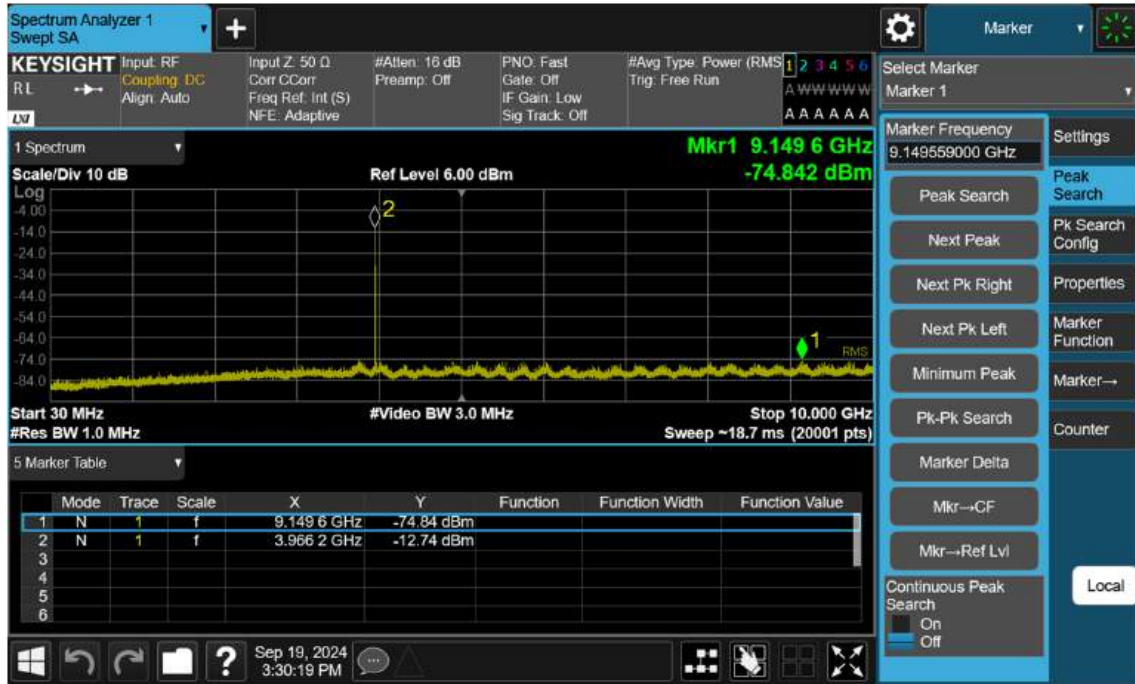 Spectrum Analyzer 1
Swept SA
+
Marker
KEYSIGHT
RL
LXI
Input: RF
Coupling: DC
Align: Auto
Input Z: 50 Ω
Corr CCorr
Freq Ref: Int (S)
NFE: Adaptive
#Atten: 16 dB
Preamp: Off
PNO: Fast
Gate: Off
IF Gain: Low
Sig Track: Off
#Avg Type: Power (RMS
Trig: Free Run
1 2 3 4 5 6
A W W W W W
A A A A A A
Select Marker
Marker 1
1 Spectrum
Mkr1 9.149 6 GHz
Scale/Div 10 dB
Ref Level 6.00 dBm
-74.842 dBm
Log
-4.00
-14.0
-24.0
-34.0
-44.0
-54.0
-64.0
-74.0
-84.0
2
1
RMS
Start 30 MHz
#Video BW 3.0 MHz
Stop 10.000 GHz
#Res BW 1.0 MHz
Sweep ~18.7 ms (20001 pts)
5 Marker Table
Mode Trace Scale X Y Function Function Width Function Value
1 N 1 f 9.149 6 GHz -74.84 dBm
2 N 1 f 3.966 2 GHz -12.74 dBm
3
4
5
6
Marker Frequency
9.149559000 GHz
Peak Search
Next Peak
Next Pk Right
Next Pk Left
Minimum Peak
Pk-Pk Search
Marker Delta
Mkr→CF
Mkr→Ref Lvl
Continuous Peak
Search
On
Off
Settings
Peak
Search
Pk Search
Config
Properties
Marker
Function
Marker→
Counter
Local
?
Sep 19, 2024
3:30:19 PM